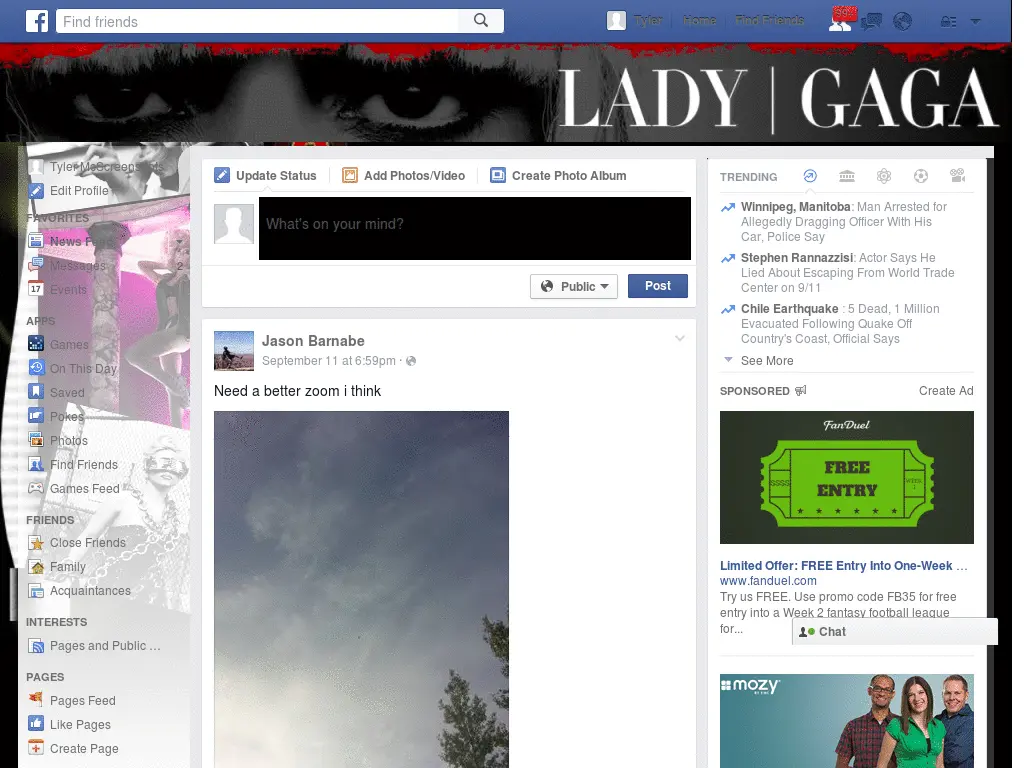 Find friends
Tyler
Home
Find Friends
LADY | GAGA
Edit Profile
FAVORITES
Messages
2
17
Events
APPS
Games
On This Day
Saved
Pokes
Photos
Find Friends
Games Feed
FRIENDS
Close Friends
Family
Acquaintances
INTERESTS
Pages and Public ...
PAGES
Pages Feed
Like Pages
Create Page
Update Status
Add Photos/Video
Create Photo Album
What's on your mind?
Public
Post
Jason Barnabe
September 11 at 6:59pm ·
Need a better zoom i think
TRENDING
Winnipeg, Manitoba: Man Arrested for
Allegedly Dragging Officer With His
Car, Police Say
Stephen Rannazzisi: Actor Says He
Lied About Escaping From World Trade
Center on 9/11
Chile Earthquake : 5 Dead, 1 Million
Evacuated Following Quake Off
Country's Coast, Official Says
See More
SPONSORED
Create Ad
FanDuel
FREE
ENTRY
$$$$
WEEK
1
Limited Offer: FREE Entry Into One-Week ...
www.fanduel.com
Try us FREE. Use promo code FB35 for free
entry into a Week 2 fantasy football league
for...
Chat
mozy